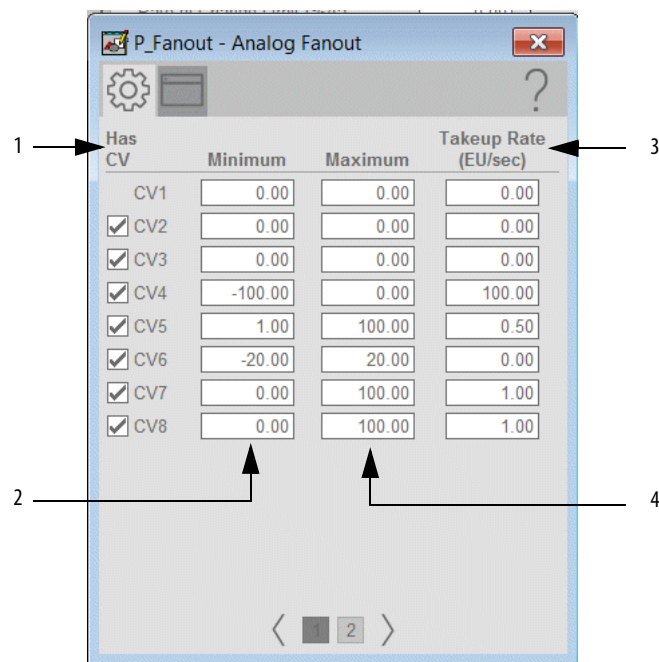 P_Fanout - Analog Fanout
?
Has CV Minimum Maximum Takeup Rate (EU/sec)
CV1 0.00 0.00 0.00
CV2 0.00 0.00 0.00
CV3 0.00 0.00 0.00
CV4 -100.00 0.00 100.00
CV5 1.00 100.00 0.50
CV6 -20.00 20.00 0.00
CV7 0.00 100.00 1.00
CV8 0.00 100.00 1.00
1
3
2
4
1 2